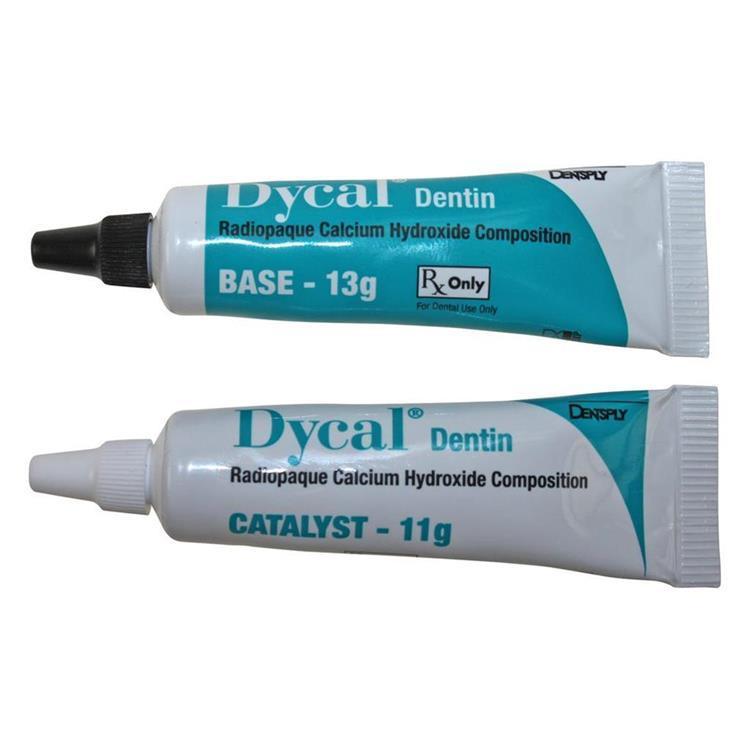 Dycal® Dentin
DENTSPLY
Radiopaque Calcium Hydroxide Composition
BASE - 13g
Rx Only
For Dental Use Only
Dycal® Dentin
DENTSPLY
Radiopaque Calcium Hydroxide Composition
CATALYST - 11g